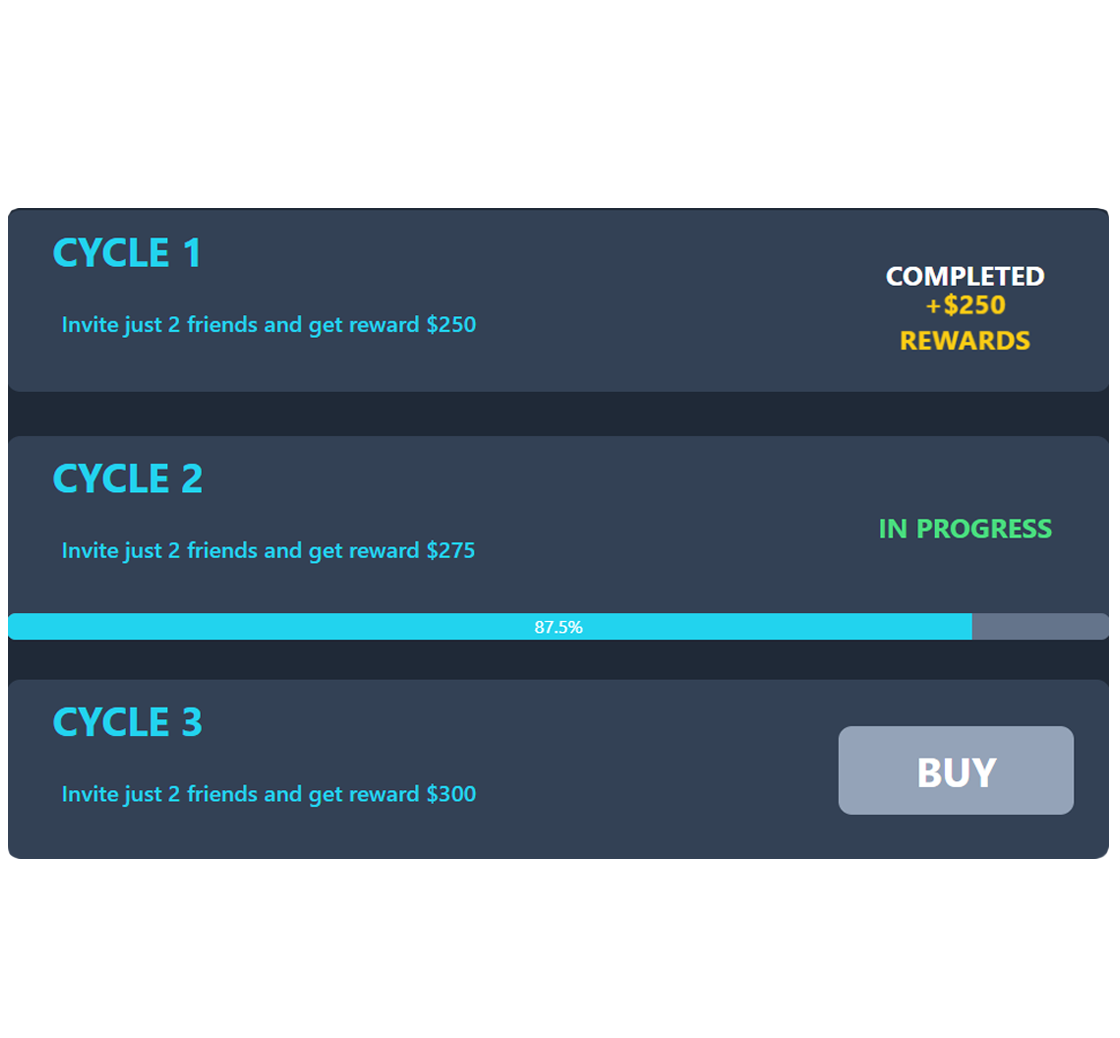 CYCLE 1
Invite just 2 friends and get reward $250
COMPLETED
+$250
REWARDS
CYCLE 2
Invite just 2 friends and get reward $275
IN PROGRESS
87.5%
CYCLE 3
Invite just 2 friends and get reward $300
BUY